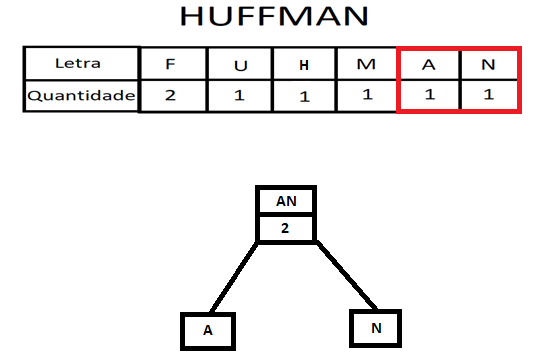 HUFFMAN
Letra F U H M A N
Quantidade 2 1 1 1 1 1
AN
2
A N